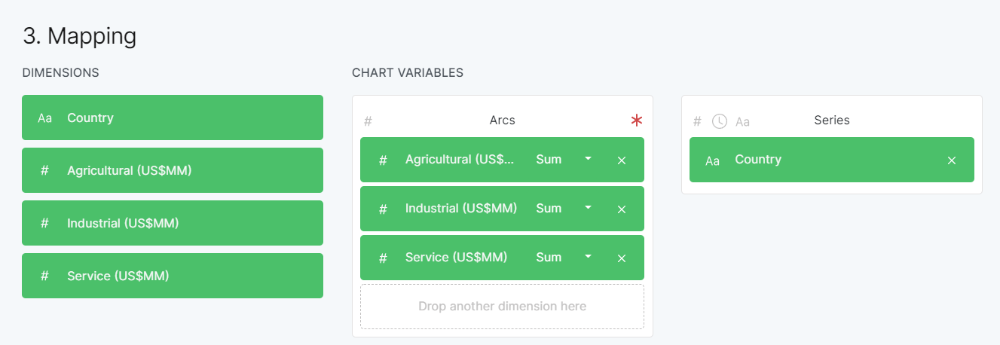 3. Mapping
DIMENSIONS
Aa Country
# Agricultural (US$MM)
# Industrial (US$MM)
# Service (US$MM)
CHART VARIABLES
# Arcs *
# Agricultural (US$... Sum
# Industrial (US$MM) Sum
# Service (US$MM) Sum
Drop another dimension here
# Aa Series
Aa Country